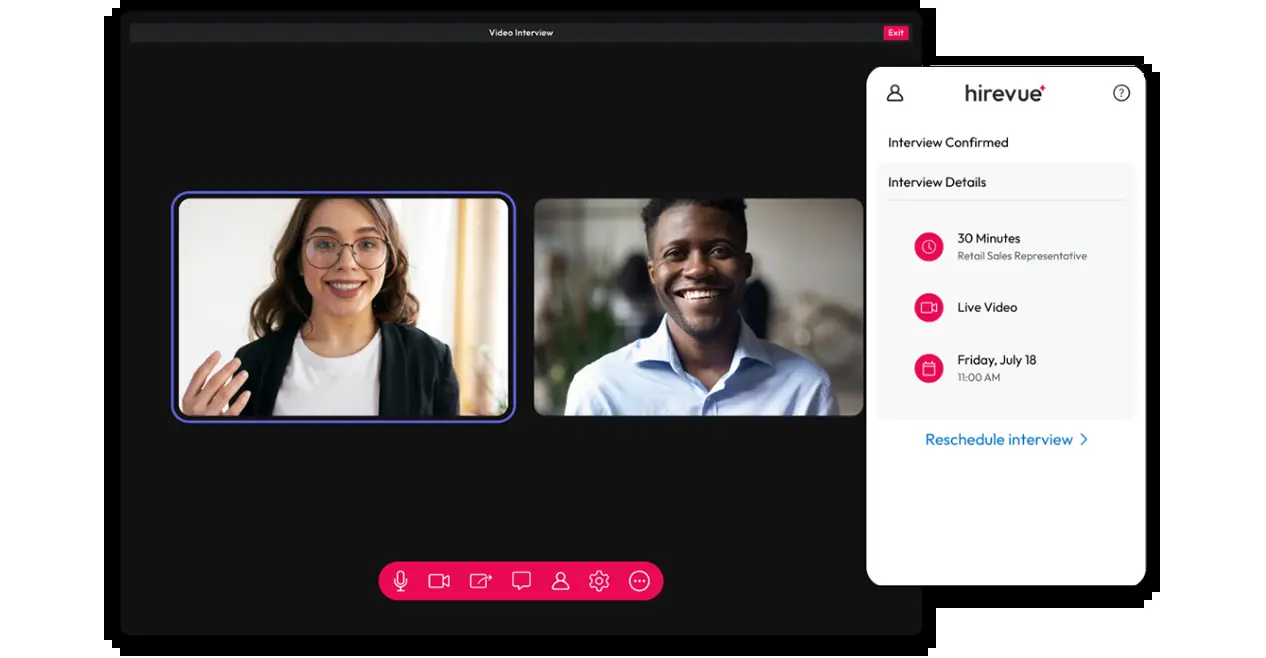 Video Interview
Exit
hirevue
?
Interview Confirmed
Interview Details
30 Minutes
Retail Sales Representative
Live Video
Friday, July 18
11:00 AM
Reschedule interview >